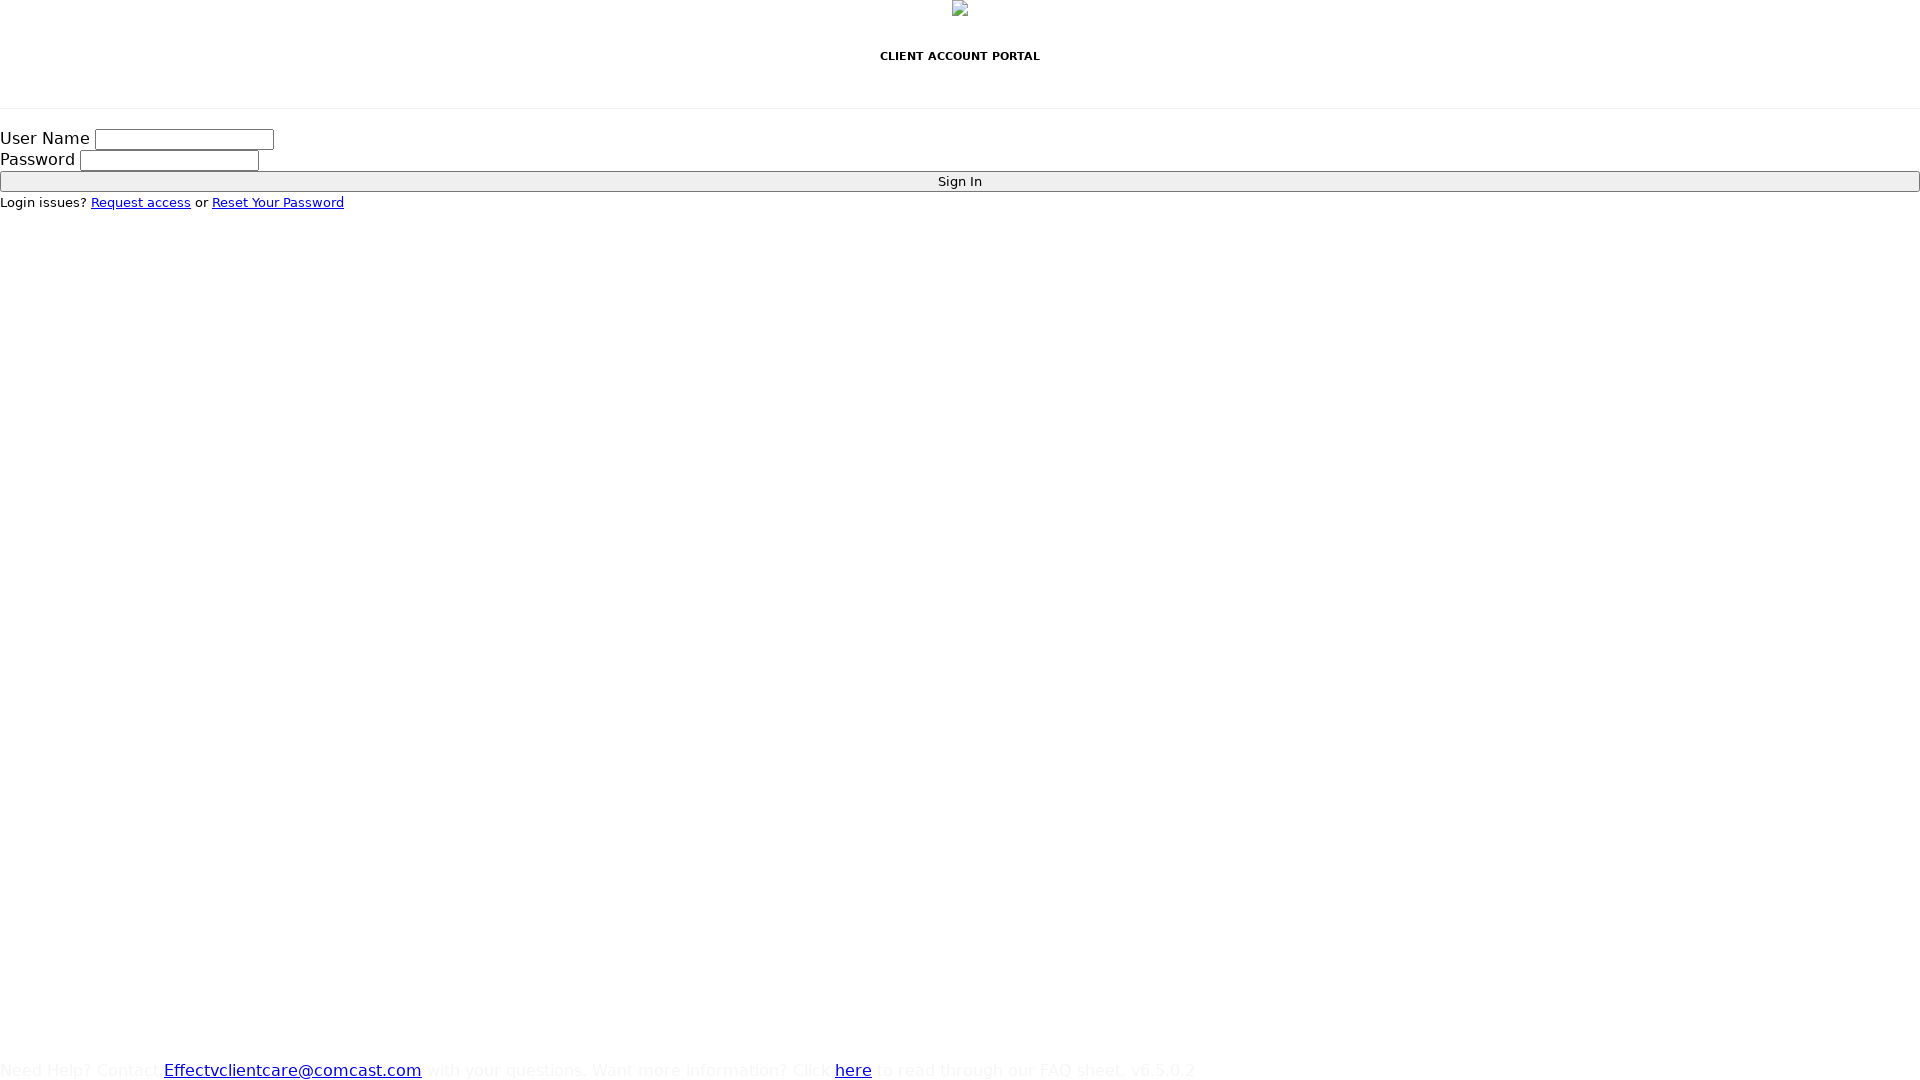 CLIENT ACCOUNT PORTAL
User Name
Password
Sign In
Login issues? Request access or Reset Your Password
Need Help? Contact Effectvclientcare@comcast.com with your questions. Want more information? Click here to read through our FAQ sheet. v6.5.0.2